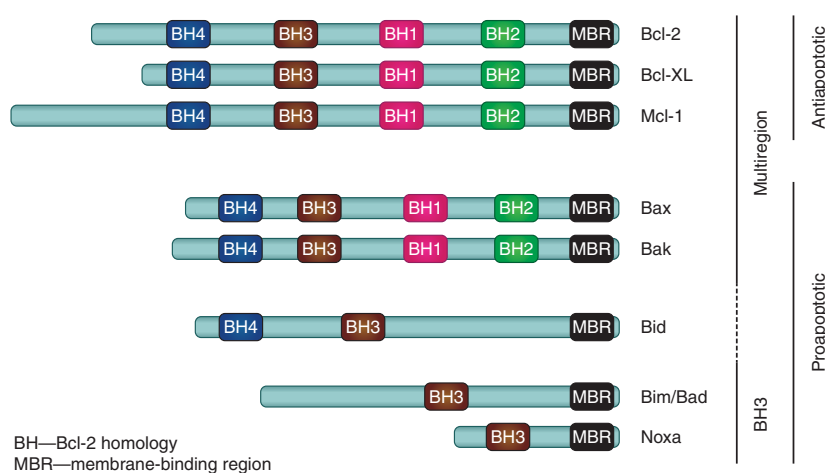 BH4 BH3 BH1 BH2 MBR Bcl-2
BH4 BH3 BH1 BH2 MBR Bcl-XL
BH4 BH3 BH1 BH2 MBR Mcl-1
BH4 BH3 BH1 BH2 MBR Bax
BH4 BH3 BH1 BH2 MBR Bak
BH4 BH3 MBR Bid
BH3 MBR Bim/Bad
BH3 MBR Noxa
Multiregion
BH3
Antiapoptotic
Proapoptotic
BH—Bcl-2 homology
MBR—membrane-binding region